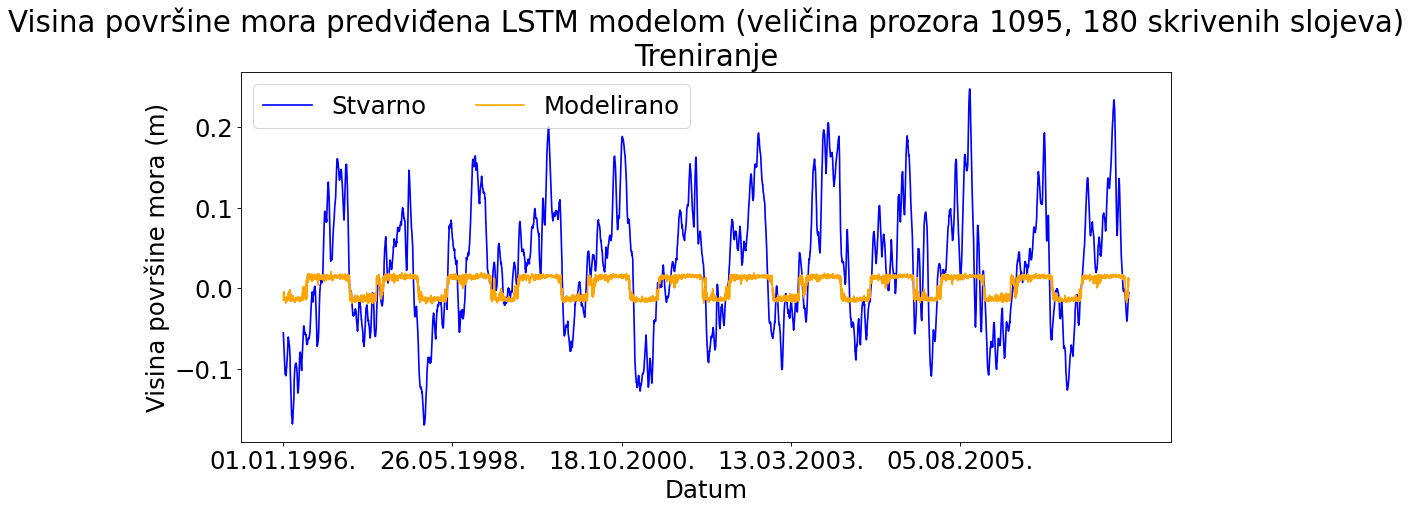 Visina površine mora predviđena LSTM modelom (veličina prozora 1095, 180 skrivenih slojeva)
Treniranje
Stvarno Modelirano
Visina površine mora (m)
0.2
0.1
0.0
−0.1
01.01.1996. 26.05.1998. 18.10.2000. 13.03.2003. 05.08.2005.
Datum